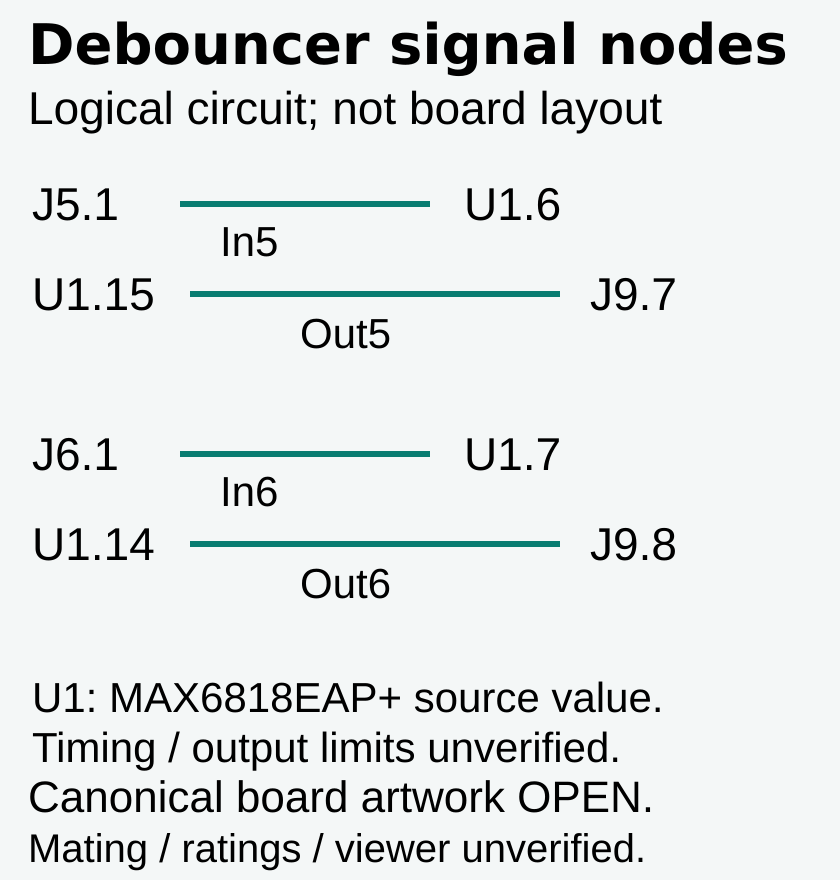 Debouncer signal nodes
Logical circuit; not board layout
J5.1 U1.6
In5
U1.15 J9.7
Out5
J6.1 U1.7
In6
U1.14 J9.8
Out6
U1: MAX6818EAP+ source value.
Timing / output limits unverified.
Canonical board artwork OPEN.
Mating / ratings / viewer unverified.